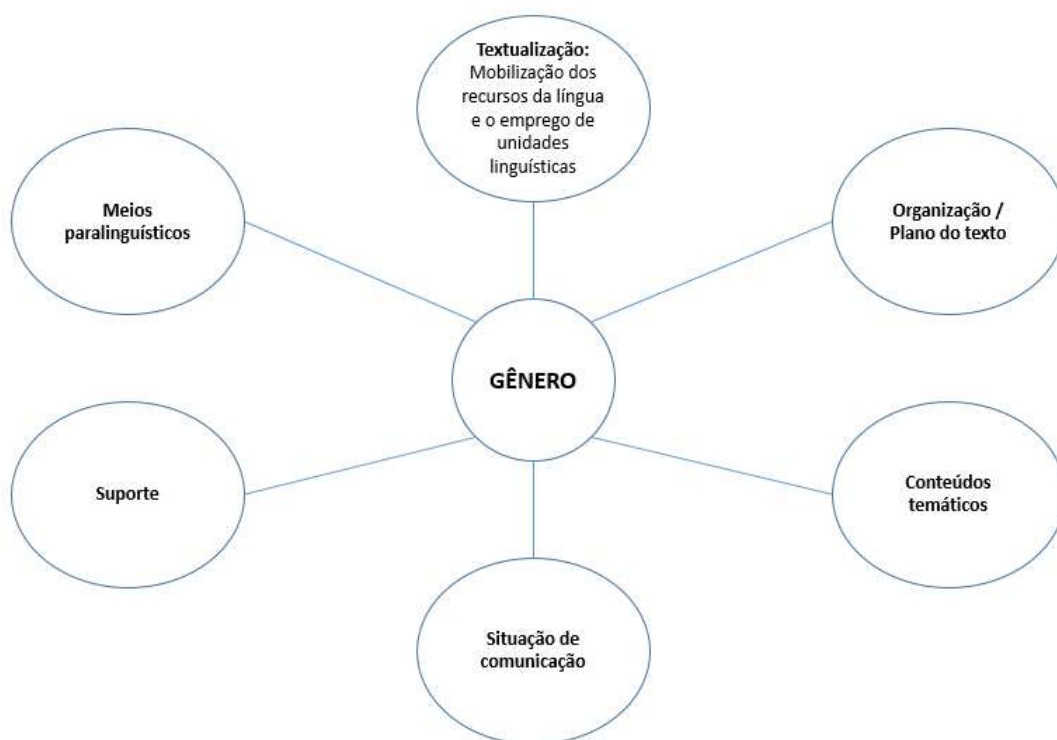 Textualização:
Mobilização dos
recursos da língua
e o emprego de
unidades
linguísticas
Meios
paralinguísticos
Organização /
Plano do texto
GÊNERO
Suporte
Conteúdos
temáticos
Situação de
comunicação